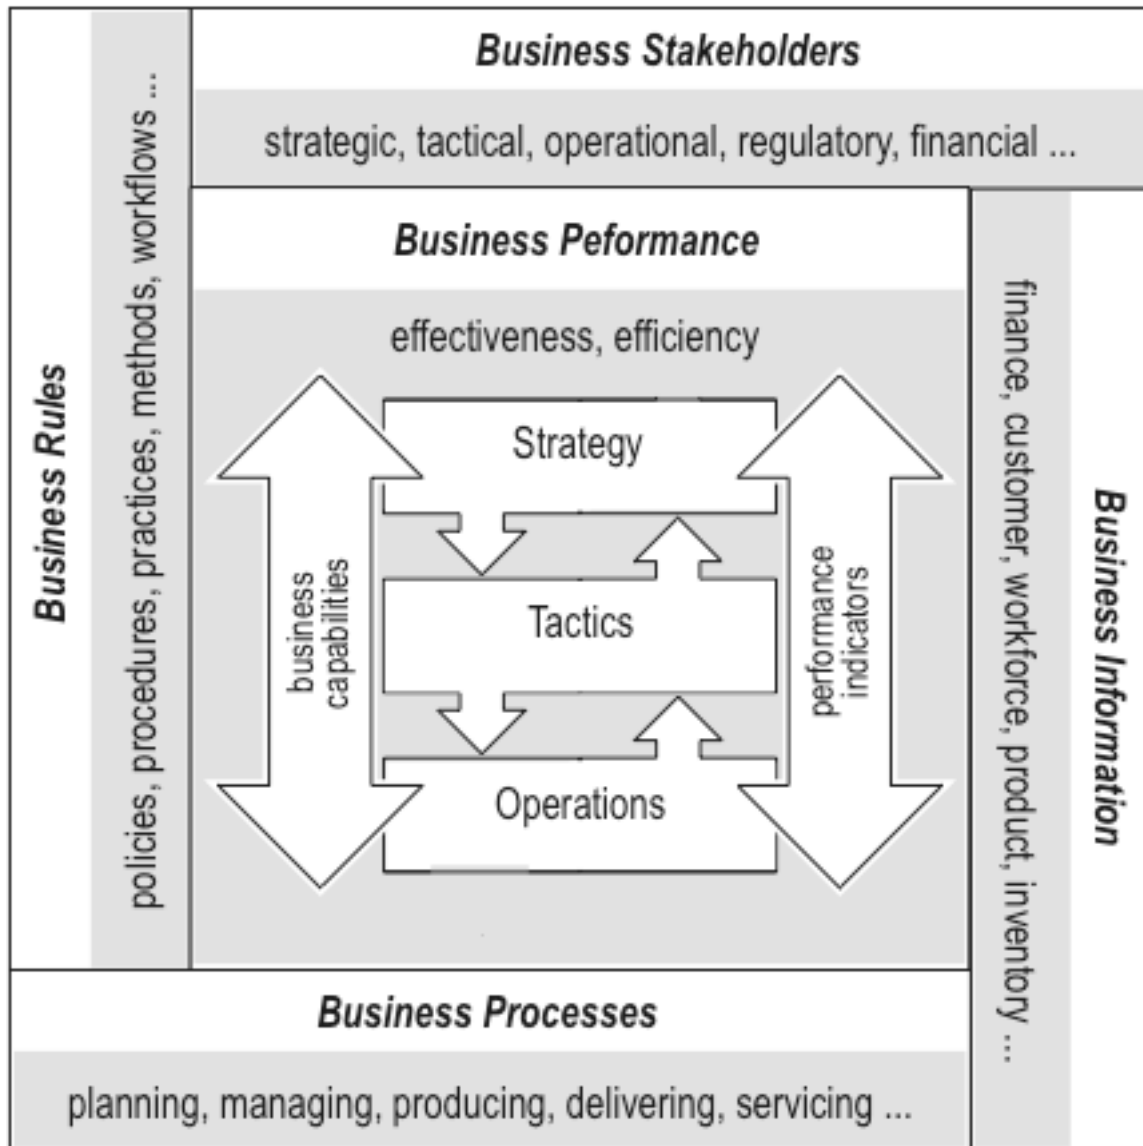 Business Stakeholders
strategic, tactical, operational, regulatory, financial ...
Business Rules
policies, procedures, practices, methods, workflows ...
Business Peformance
effectiveness, efficiency
business
capabilities
Strategy
Tactics
Operations
performance
indicators
finance, customer, workforce, product, inventory ...
Business Information
Business Processes
planning, managing, producing, delivering, servicing ...